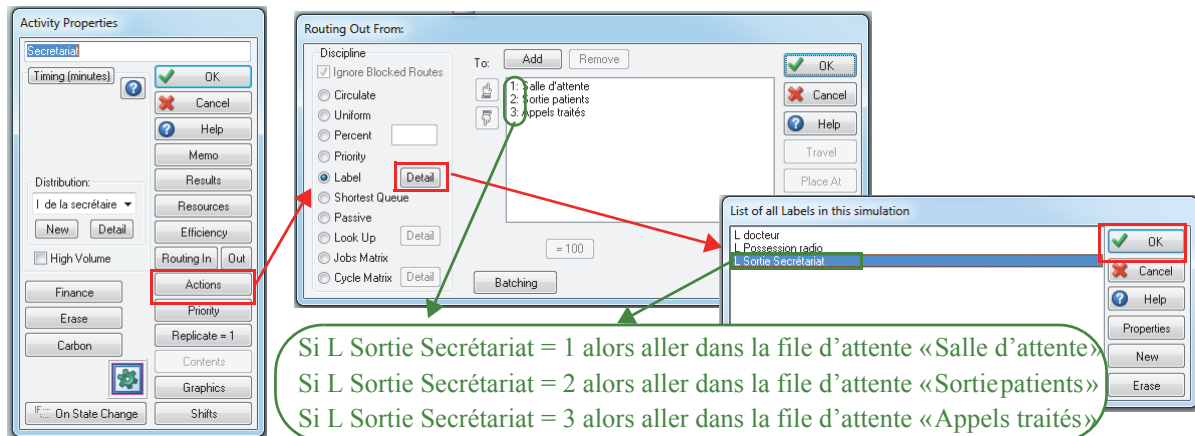 Activity Properties
Secretariat
Timing (minutes)
OK
Cancel
Help
Memo
Results
Distribution:
l de la secrétaire
Resources
New
Detail
Efficiency
High Volume
Routing In
Out
Finance
Actions
Erase
Priority
Carbon
Replicate = 1
Contents
Graphics
IF:::: On State Change
Shifts
Routing Out From:
Discipline
Ignore Blocked Routes
Circulate
Uniform
Percent
Priority
Label
Detail
Shortest Queue
Passive
Look Up
Detail
Jobs Matrix
Cycle Matrix
Detail
To:
Add
Remove
1: Salle d'attente
2: Sortie patients
3: Appels traités
= 100
Batching
OK
Cancel
Help
Travel
Place At
List of all Labels in this simulation
L docteur
L Possession radio
L Sortie Secrétariat
OK
Cancel
Help
Properties
New
Erase
Si L Sortie Secrétariat = 1 alors aller dans la file d’attente «Salle d’attente»
Si L Sortie Secrétariat = 2 alors aller dans la file d’attente «Sortie patients»
Si L Sortie Secrétariat = 3 alors aller dans la file d’attente «Appels traités»